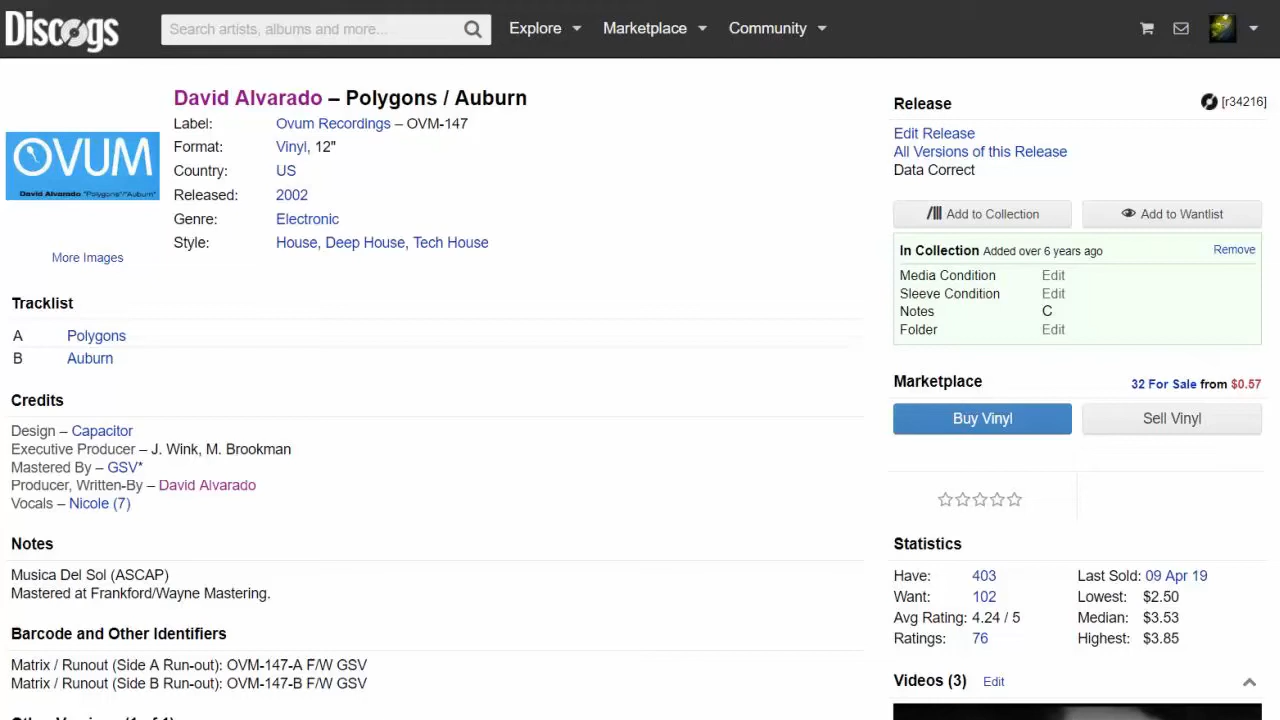 Discogs
Search artists, albums and more...
Explore
Marketplace
Community
David Alvarado – Polygons / Auburn
Label: Ovum Recordings – OVM-147
Format: Vinyl, 12"
Country: US
Released: 2002
Genre: Electronic
Style: House, Deep House, Tech House
OVUM
David Alvarado "Polygons"/"Auburn"
More Images
Tracklist
A Polygons
B Auburn
Credits
Design – Capacitor
Executive Producer – J. Wink, M. Brookman
Mastered By – GSV*
Producer, Written-By – David Alvarado
Vocals – Nicole (7)
Notes
Musica Del Sol (ASCAP)
Mastered at Frankford/Wayne Mastering.
Barcode and Other Identifiers
Matrix / Runout (Side A Run-out): OVM-147-A F/W GSV
Matrix / Runout (Side B Run-out): OVM-147-B F/W GSV
Other Versions (1 of 1)
Release [r34216]
Edit Release
All Versions of this Release
Data Correct
Add to Collection
Add to Wantlist
In Collection Added over 6 years ago Remove
Media Condition Edit
Sleeve Condition Edit
Notes C
Folder Edit
Marketplace 32 For Sale from $0.57
Buy Vinyl
Sell Vinyl
Statistics
Have: 403
Want: 102
Avg Rating: 4.24 / 5
Ratings: 76
Last Sold: 09 Apr 19
Lowest: $2.50
Median: $3.53
Highest: $3.85
Videos (3) Edit